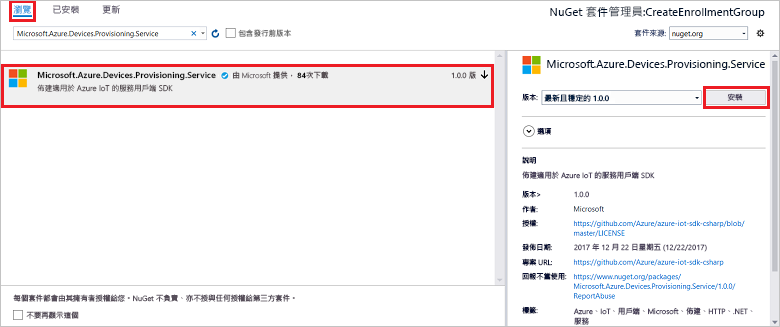 瀏覽 已安裝 更新
NuGet 套件管理員:CreateEnrollmentGroup
Microsoft.Azure.Devices.Provisioning.Service
包含發行前版本
套件來源: nuget.org
Microsoft.Azure.Devices.Provisioning.Service 由 Microsoft 提供, 84次下載 1.0.0 版
佈建適用於 Azure IoT 的服務用戶端 SDK
每個套件都會由其擁有者授權給您。NuGet 不負責、亦不授與任何授權給第三方套件。
不要再顯示這個
Microsoft.Azure.Devices.Provisioning.Service
版本: 最新且穩定的 1.0.0 安裝
選項
說明
佈建適用於 Azure IoT 的服務用戶端 SDK
版本> 1.0.0
作者: Microsoft
授權: https://github.com/Azure/azure-iot-sdk-csharp/blob/
master/LICENSE
發佈日期: 2017 年 12 月 22 日星期五 (12/22/2017)
專案 URL: https://github.com/Azure/azure-iot-sdk-csharp
回報不當使用: https://www.nuget.org/packages/
Microsoft.Azure.Devices.Provisioning.Service/1.0.0/
ReportAbuse
標籤: Azure、IoT、用戶端、Microsoft、佈建、HTTP、.NET、
服務